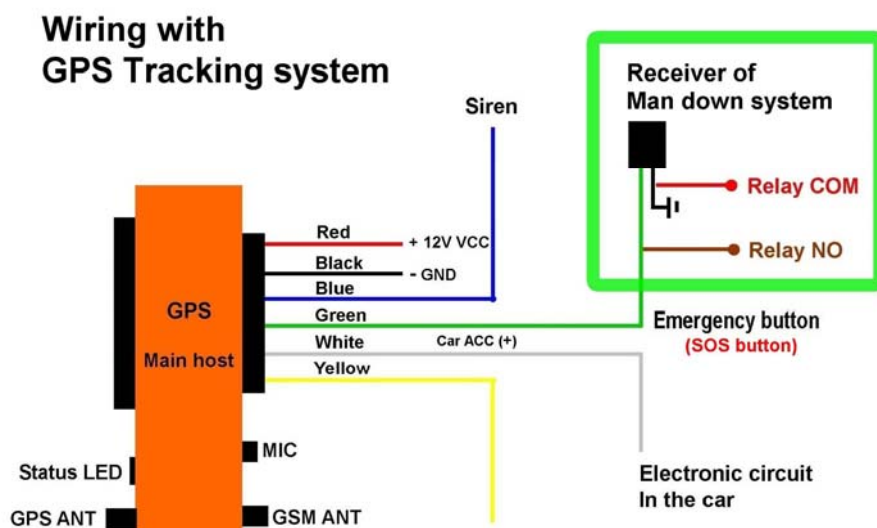 Wiring with
GPS Tracking system
Receiver of
Man down system
Siren
Relay COM
Relay NO
Red
+ 12V VCC
Black
- GND
Blue
Green
White
Car ACC (+)
Yellow
Emergency button
(SOS button)
GPS
Main host
MIC
Status LED
GPS ANT
GSM ANT
Electronic circuit
In the car